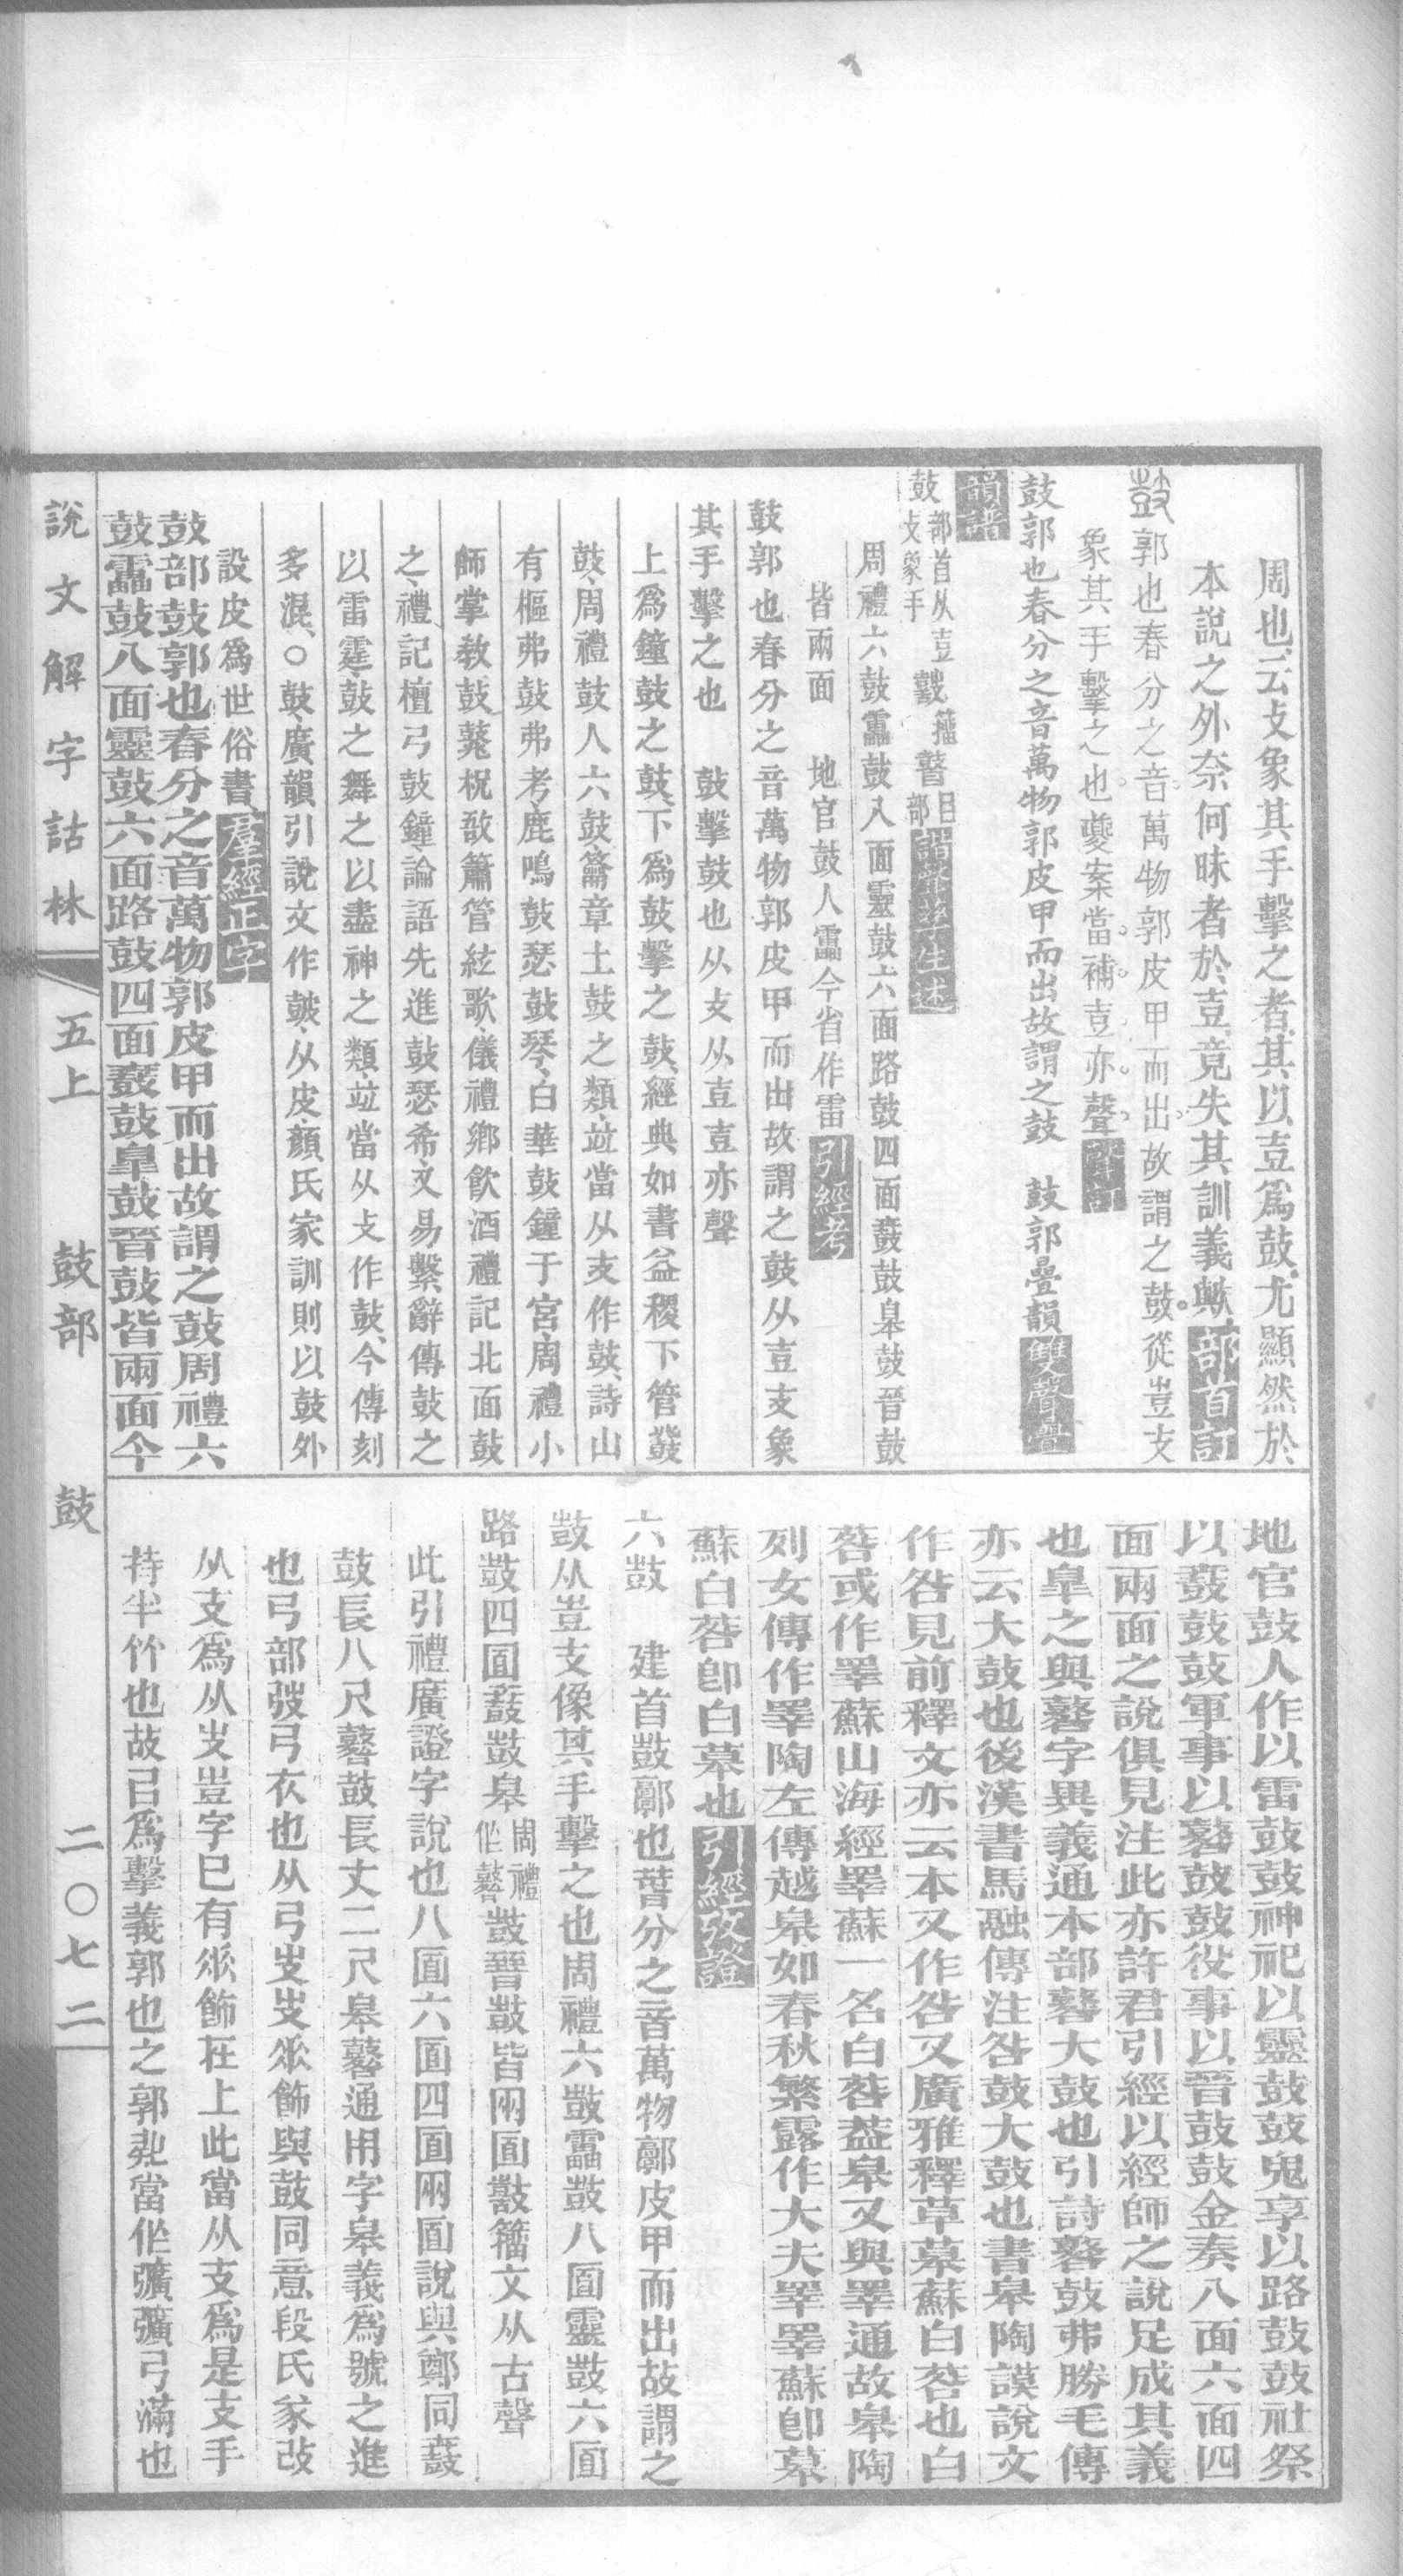 周也云攴象其手擊之者其以壴爲鼓尤顯然於
本說之外奈何昧者於壴竟失其訓義歟部首訂
鼓郭也春分之音萬物郭皮甲而出故謂之鼓從壴支
象其手擊之也夔案當補壴亦聲
鼓郭也春分之音萬物郭皮甲而出故謂之鼓　鼓郭疊韻雙聲疊
韻譜
鼓部首从壴攴象手鼛籀瞽目部
周禮六鼓靁鼓八面靈鼓六面路鼓四面鼖鼓皋鼓晉鼓
皆兩面　地官鼓人靁今省作雷引經考
鼓郭也春分之音萬物郭皮甲而出故謂之鼓从壴支象
其手擊之也　鼓擊鼓也从攴从壴壴亦聲
上爲鐘鼓之鼓下爲鼓擊之鼓經典如書益稷下管鼗
鼓周禮鼓人六鼓籥章土鼓之類竝當从支作鼓詩山
有樞弗鼓弗考鹿鳴鼓瑟鼓琴白華鼓鐘于宮周禮小
師掌教鼓鼗柷敔簫管絃歌儀禮鄉飲酒禮記北面鼓
之禮記檀弓鼓鐘論語先進鼓瑟希文易繫辭傳鼓之
以雷霆鼓之舞之以盡神之類竝當从攴作鼓今傳刻
多混○鼓廣韻引說文作皷从皮顏氏家訓則以鼓外
設皮爲世俗書羣經正字
鼓部鼓郭也春分之音萬物郭皮甲而出故謂之鼓周禮六
鼓靁鼓八面靈鼓六面路鼓四面鼖鼓皐鼓晉鼓皆兩面今
地官鼓人作以雷鼓鼓神祀以靈鼓鼓鬼享以路鼓鼓社祭
以鼖鼓鼓軍事以鼛鼓鼓役事以晉鼓鼓金奏八面六面四
面兩面之說俱見注此亦許君引經以經師之說足成其義
也皐之與鼛字異義通本部鼛大鼓也引詩鼛鼓弗勝毛傳
亦云大鼓也後漢書馬融傳注咎鼓大鼓也書皋陶謨說文
作咎見前釋文亦云本又作咎又廣雅釋草蓽蘇白蓉也白
蓉或作睪蘇山海經睪蘇一名白蓉蓋皋又與睪通故皋陶
列女傳作睪陶左傳越皋如春秋繁露作大夫睪睪蘇卽蓽
蘇白蓉卽白蓽也引經攷證
六鼓　建首鼓郭也萅分之音萬物郭皮甲而出故謂之
鼓从壴支像其手擊之也周禮六鼓靁鼓八面靈鼓六面
路鼓四面鼖鼓皋周禮作鼛鼓晉鼓皆兩面籀文从古聲
此引禮廣證字說也八面六面四面兩面說與鄭同鼖
鼓長八尺鼛鼓長丈二尺皋鼛通用字皋義爲號之進
也弓部弢弓衣也从弓㞢㞢垂飾與鼓同意段氏家改
从支爲从㞢壴字已有垂飾在上此當从支爲是支手
持半竹也故已爲擊義郭也之郭當作彉彉弓滿也
說文解字詁林　五上　鼓部　鼓　二○七二